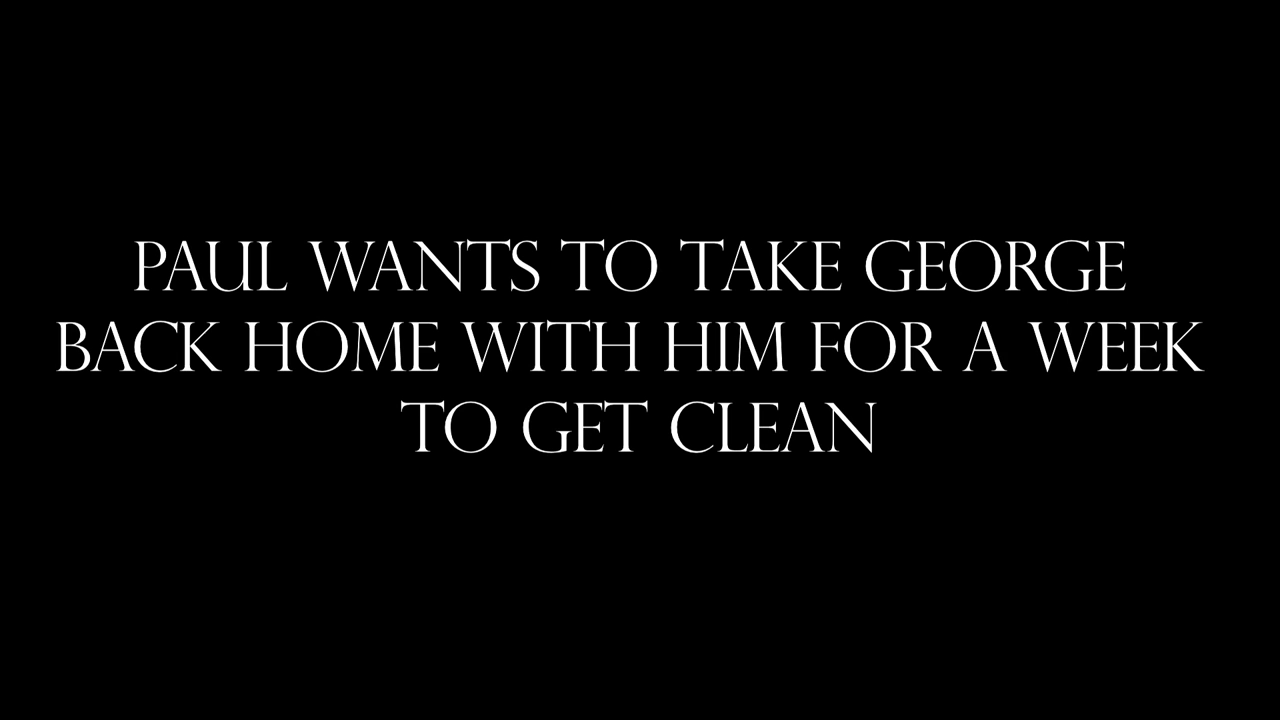 PAUL WANTS TO TAKE GEORGE
BACK HOME WITH HIM FOR A WEEK
TO GET CLEAN